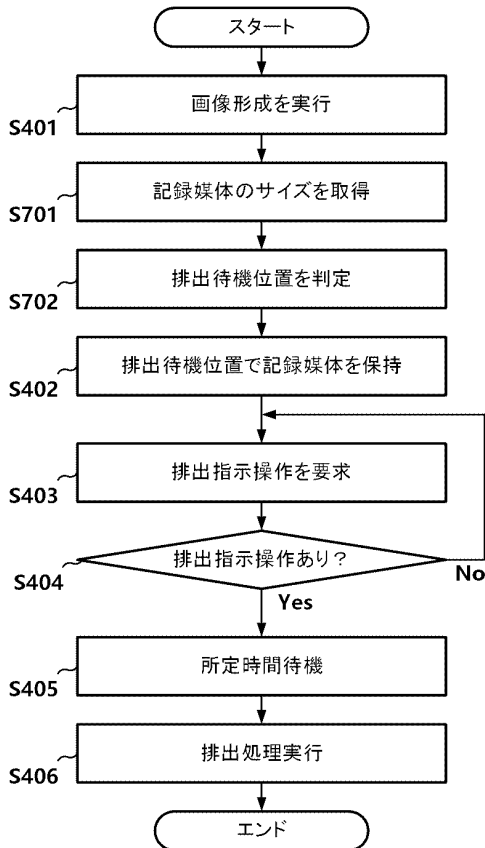 スタート
S401
画像形成を実行
S701
記録媒体のサイズを取得
S702
排出待機位置を判定
S402
排出待機位置で記録媒体を保持
S403
排出指示操作を要求
S404
排出指示操作あり？
No
Yes
S405
所定時間待機
S406
排出処理実行
エンド